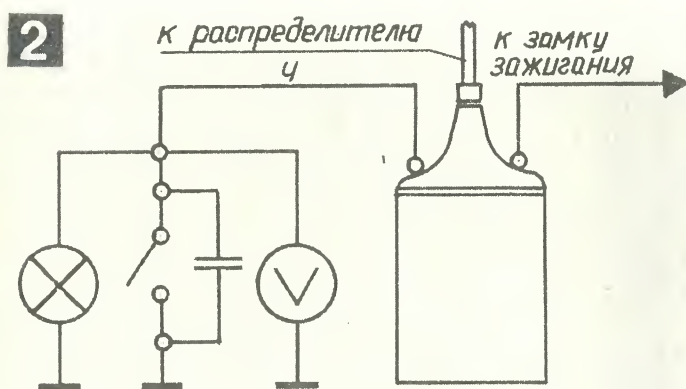 2
к распределителю
к замку
зажигания
Ч
V